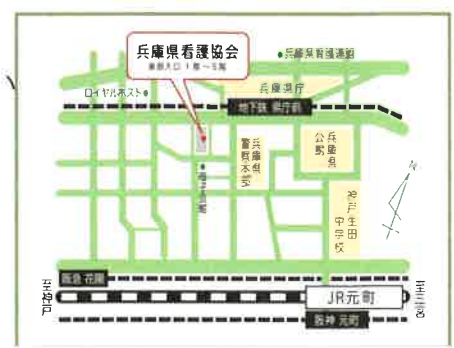 兵庫県看護協会
兵庫県看護連盟
兵庫県庁
ロイヤルホスト
地下鉄 県庁前
兵庫県
警察本部
兵庫県
公館
神戸生田
中学校
N
阪急 花隈
至神戸
JR元町
阪神 元町